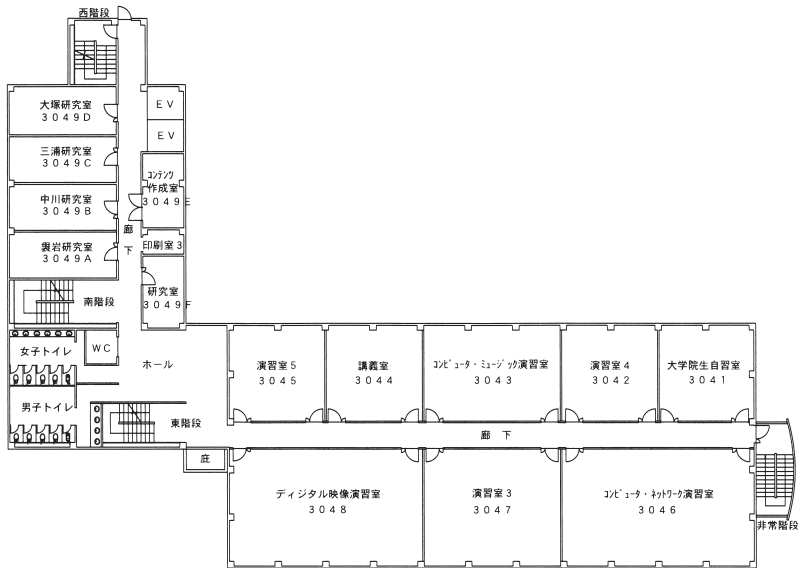 西階段
大塚研究室
3049D
EV
三浦研究室
3049C
EV
中川研究室
3049B
コンテンツ
作成室
3049E
廊
下
印刷室3
3049A
研究室
3049F
南階段
女子トイレ
WC
ホール
男子トイレ
東階段
庇
演習室5
3045
講義室
3044
コンピュータ・ミュージック演習室
3043
演習室4
3042
大学院生自習室
3041
廊下
ディジタル映像演習室
3048
演習室3
3047
コンピュータ・ネットワーク演習室
3046
非常階段